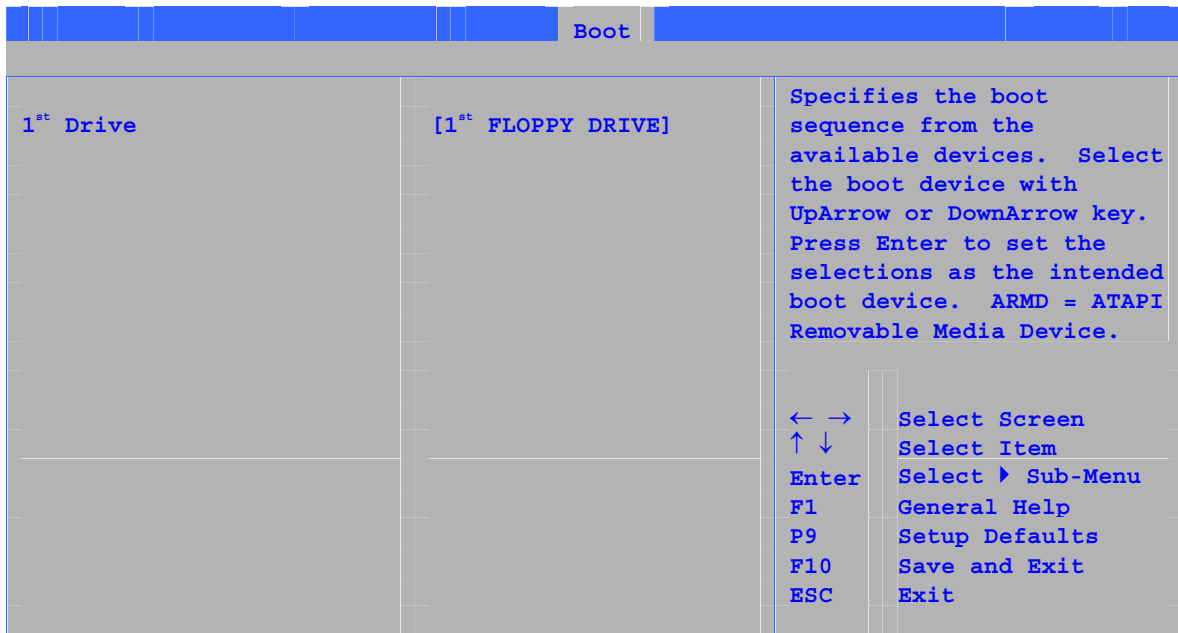 Boot
1st Drive
[1st FLOPPY DRIVE]
Specifies the boot
sequence from the
available devices.  Select
the boot device with
UpArrow or DownArrow key.
Press Enter to set the
selections as the intended
boot device.  ARMD = ATAPI
Removable Media Device.
← → Select Screen
↑ ↓ Select Item
Enter Select ▶ Sub-Menu
F1 General Help
P9 Setup Defaults
F10 Save and Exit
ESC Exit